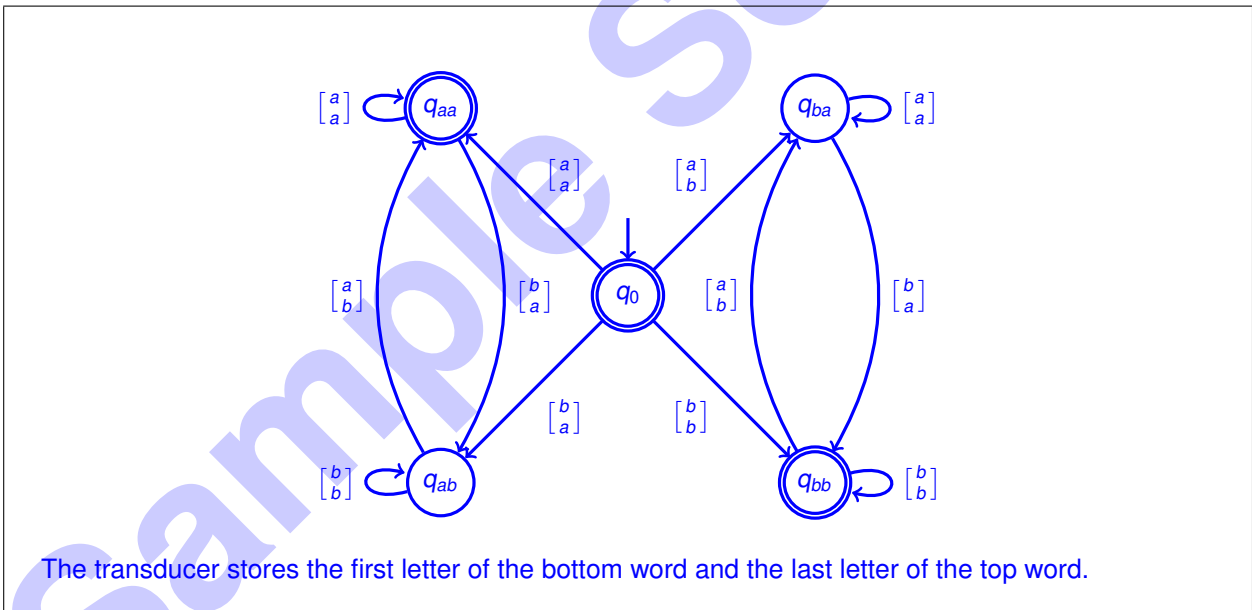 [a a]
q_aa
q_ba
[a a]
[a a]
[a b]
[a b]
[b a]
q_0
[a b]
[b a]
[b a]
[b b]
[b b]
q_ab
q_bb
[b b]
The transducer stores the first letter of the bottom word and the last letter of the top word.
Sample So